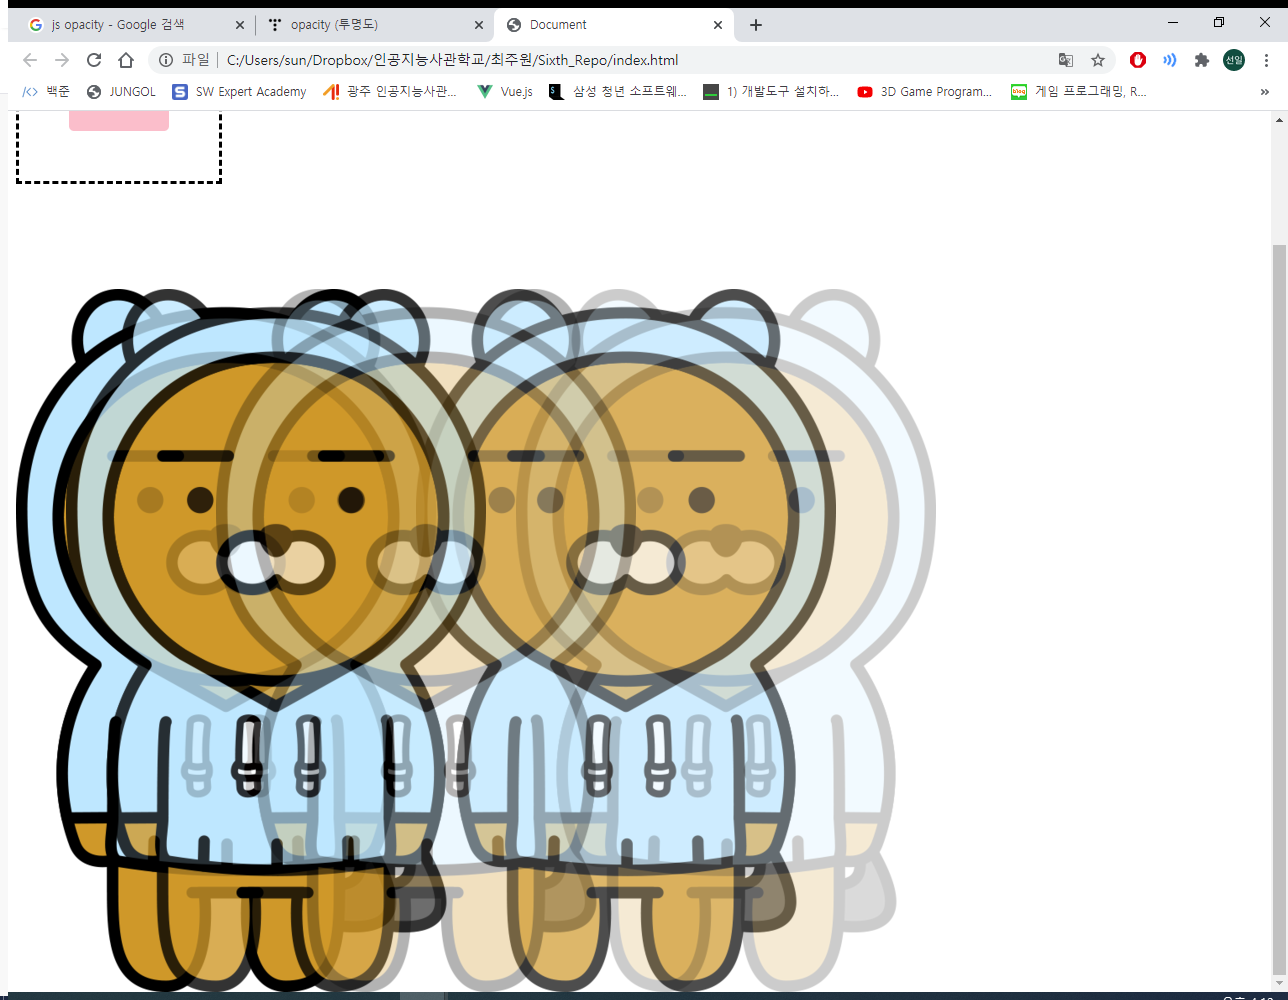 js opacity - Google 검색
opacity (투명도)
Document
파일
C:/Users/sun/Dropbox/인공지능사관학교/최주원/Sixth_Repo/index.html
선일
백준
JUNGOL
SW Expert Academy
광주 인공지능사관...
Vue.js
삼성 청년 소프트웨...
1) 개발도구 설치하...
3D Game Program...
blog
게임 프로그래밍, R...